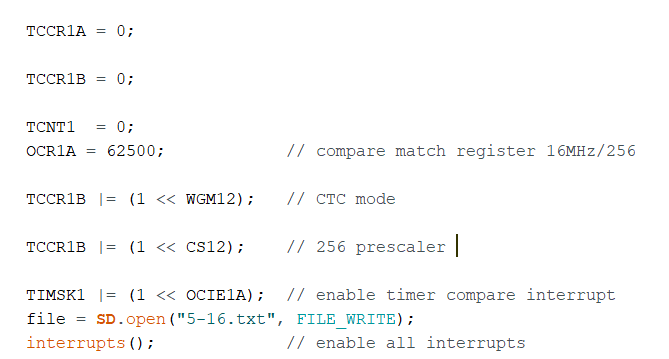 TCCR1A = 0;
TCCR1B = 0;
TCNT1  = 0;
OCR1A = 62500;            // compare match register 16MHz/256
TCCR1B |= (1 << WGM12);   // CTC mode
TCCR1B |= (1 << CS12);    // 256 prescaler
TIMSK1 |= (1 << OCIE1A);  // enable timer compare interrupt
file = SD.open("5-16.txt", FILE_WRITE);
interrupts();             // enable all interrupts